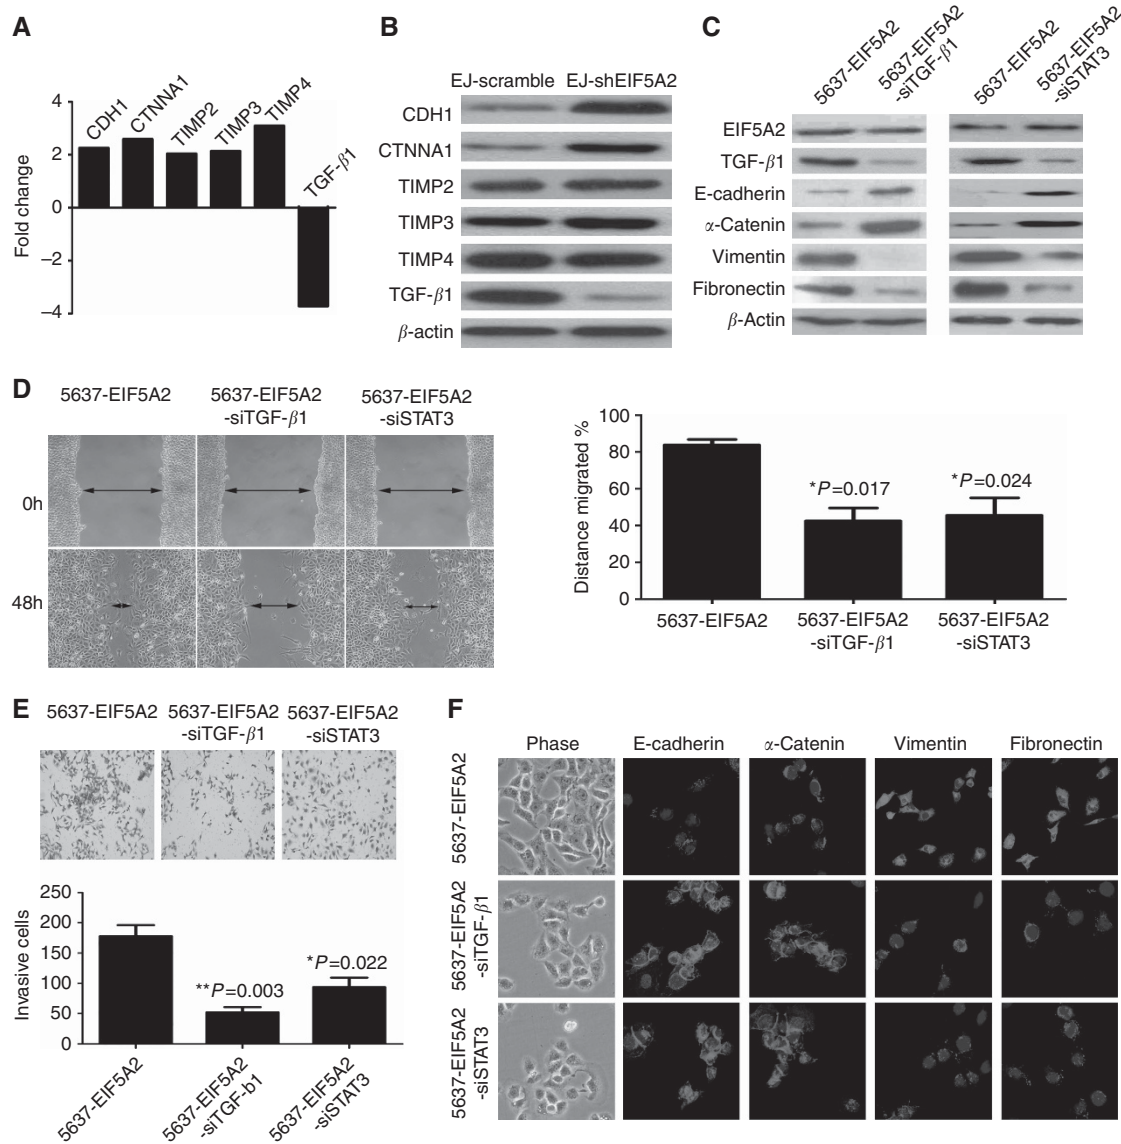 A
4
2
0
−2
−4
Fold change
CDH1
CTNNA1
TIMP2
TIMP3
TIMP4
TGF-β1
B
EJ-scramble EJ-shEIF5A2
CDH1
CTNNA1
TIMP2
TIMP3
TIMP4
TGF-β1
β-actin
C
5637-EIF5A2
5637-EIF5A2
-siTGF-β1
5637-EIF5A2
5637-EIF5A2
-siSTAT3
EIF5A2
TGF-β1
E-cadherin
α-Catenin
Vimentin
Fibronectin
β-Actin
D
5637-EIF5A2
5637-EIF5A2
-siTGF-β1
5637-EIF5A2
-siSTAT3
0h
48h
Distance migrated %
100
80
60
40
20
0
*P=0.017
*P=0.024
5637-EIF5A2
5637-EIF5A2
-siTGF-β1
5637-EIF5A2
-siSTAT3
E
5637-EIF5A2
5637-EIF5A2
-siTGF-β1
5637-EIF5A2
-siSTAT3
Invasive cells
250
200
150
100
50
0
**P=0.003
*P=0.022
5637-EIF5A2
5637-EIF5A2
-siTGF-b1
5637-EIF5A2
-siSTAT3
F
Phase E-cadherin α-Catenin Vimentin Fibronectin
5637-EIF5A2
5637-EIF5A2
-siTGF-β1
5637-EIF5A2
-siSTAT3